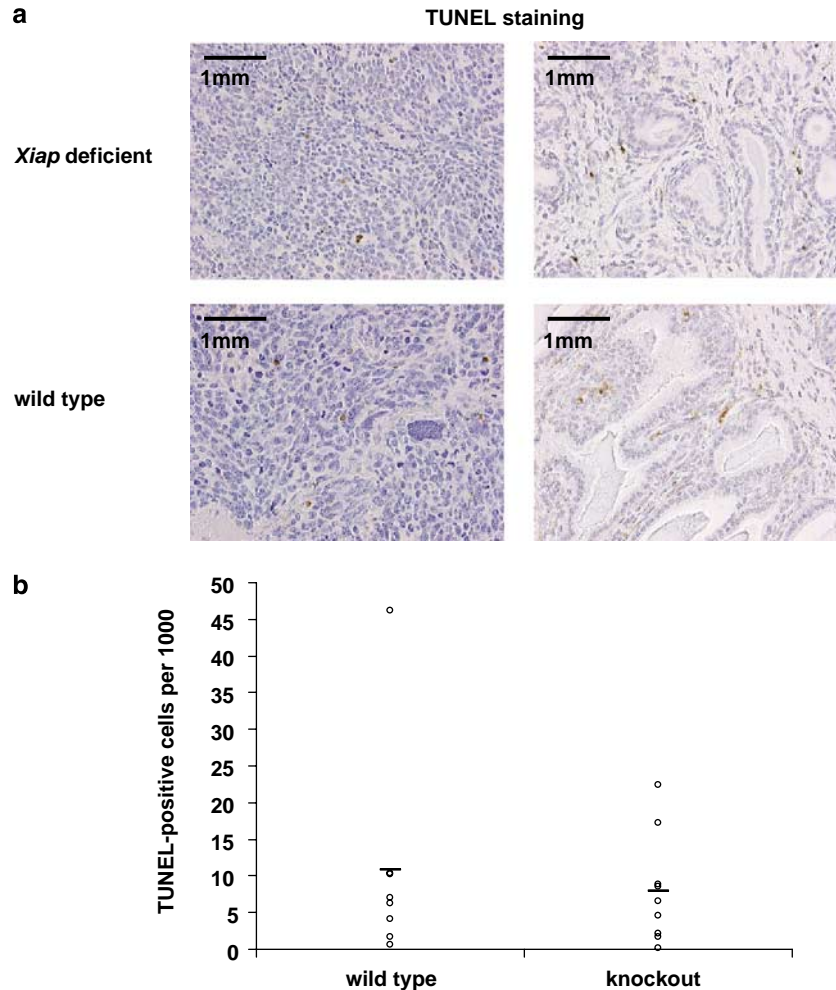 a
TUNEL staining
1mm
1mm
Xiap deficient
1mm
1mm
wild type
b
TUNEL-positive cells per 1000
50
45
40
35
30
25
20
15
10
5
0
wild type
knockout